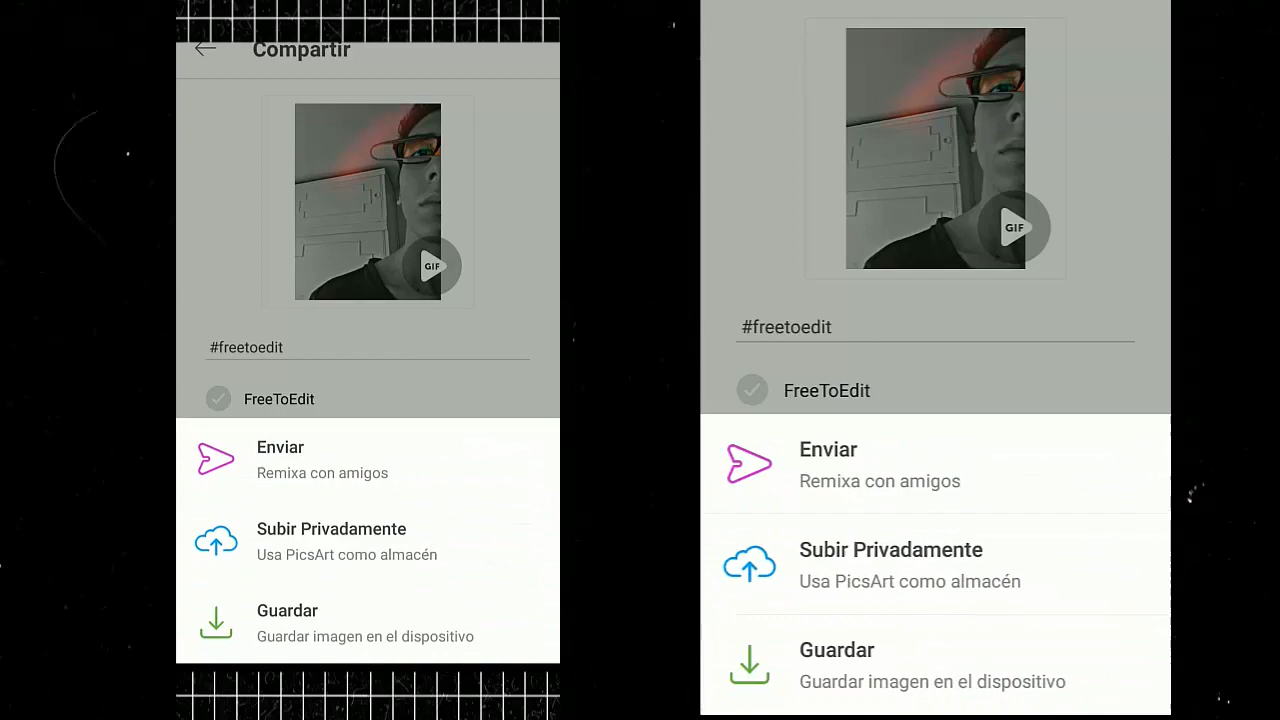 Compartir
GIF
#freetoedit
FreeToEdit
Enviar
Remixa con amigos
Subir Privadamente
Usa PicsArt como almacén
Guardar
Guardar imagen en el dispositivo
GIF
#freetoedit
FreeToEdit
Enviar
Remixa con amigos
Subir Privadamente
Usa PicsArt como almacén
Guardar
Guardar imagen en el dispositivo